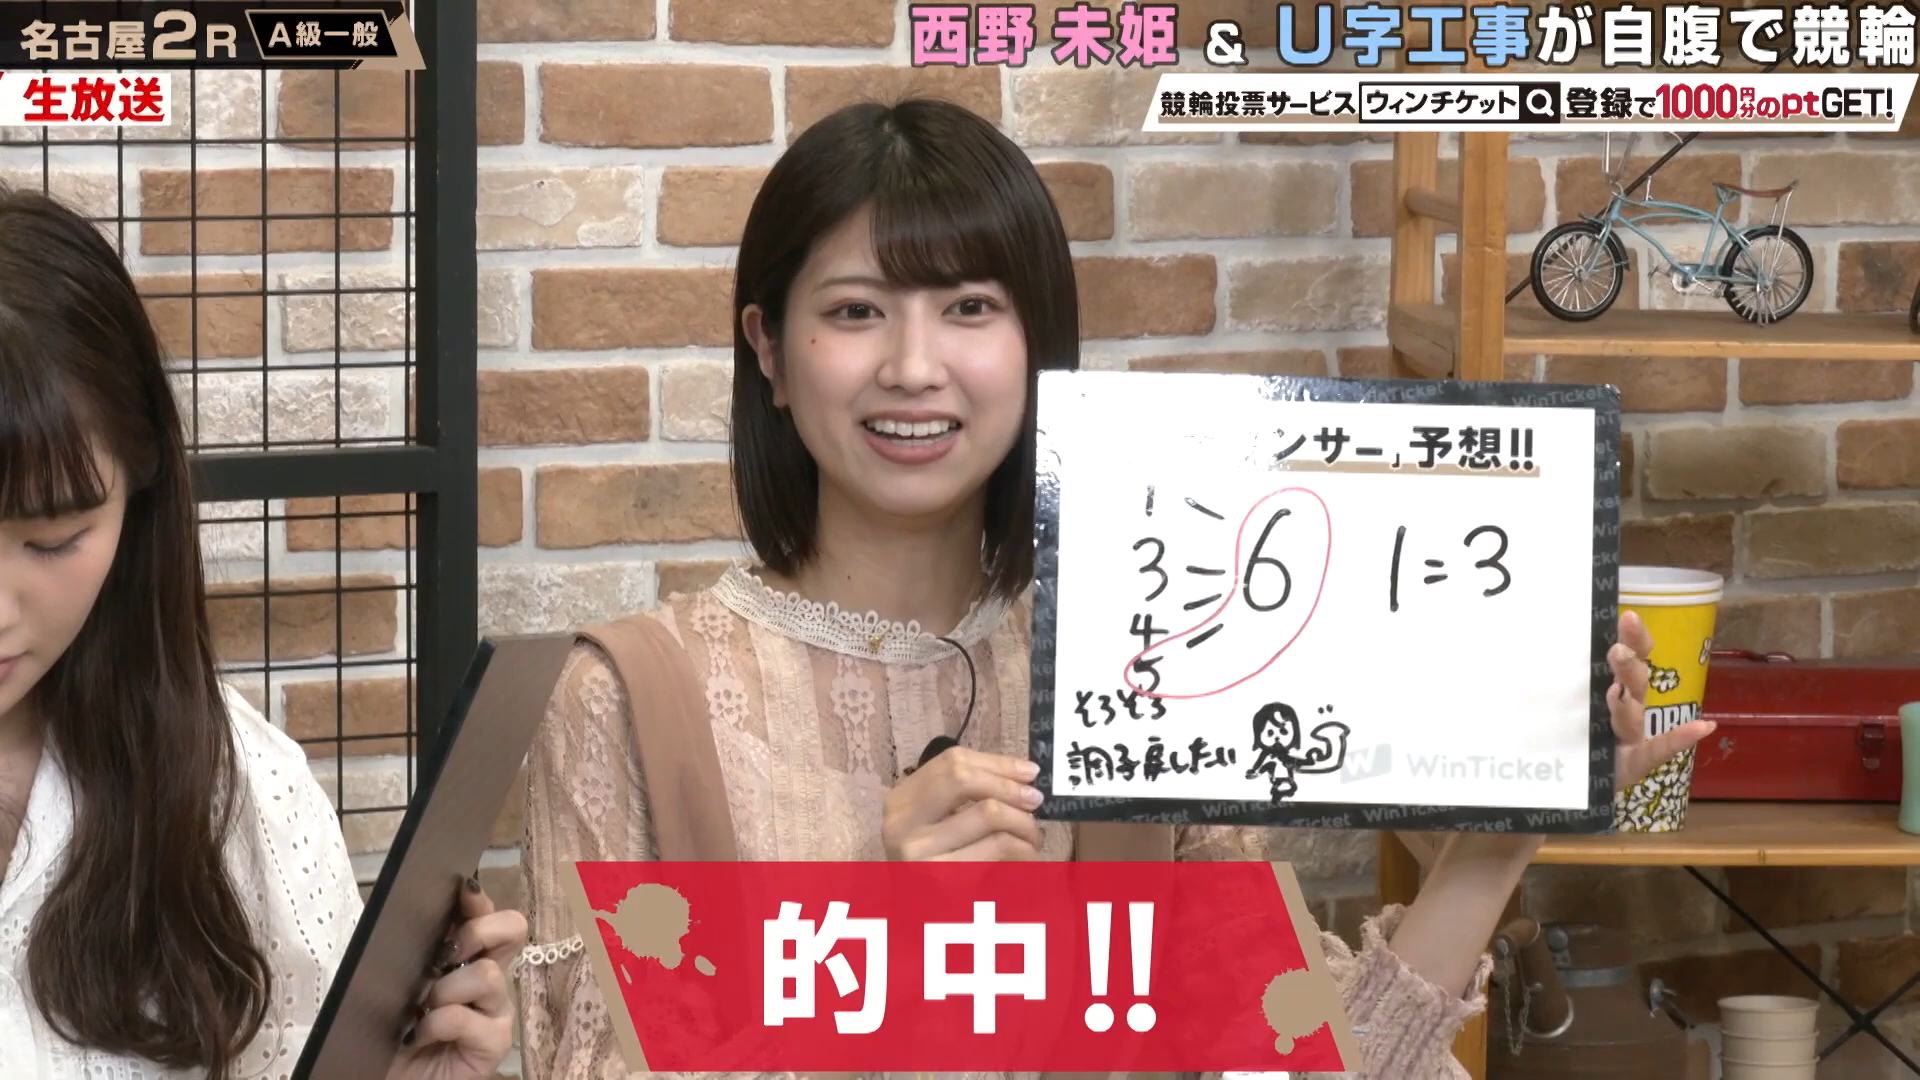 名古屋2R A級一般
西野 未姫 & U字工事が自腹で競輪
生放送
競輪投票サービス ウィンチケット 登録で1000円分のptGET!
ンサー」予想!!
1
3 6 1=3
4
5
そろそろ
調子戻したい
WinTicket
的中!!